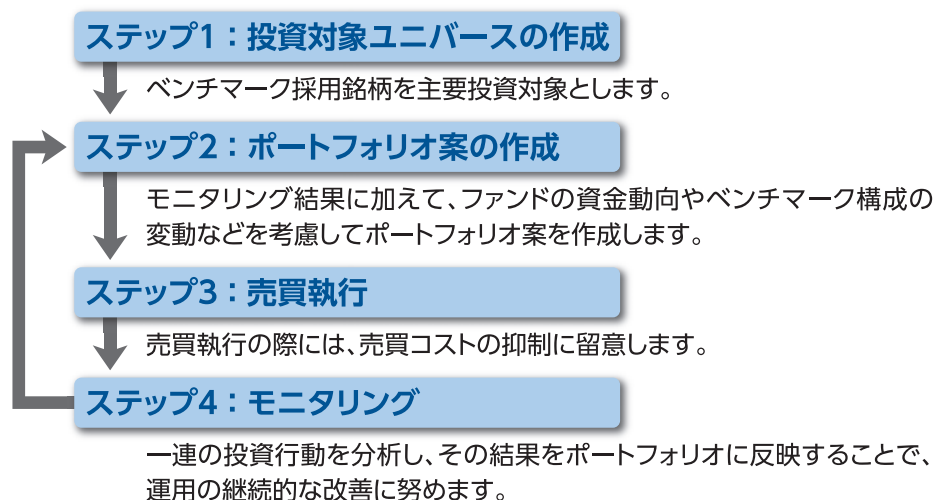 ステップ1：投資対象ユニバースの作成
ベンチマーク採用銘柄を主要投資対象とします。
ステップ2：ポートフォリオ案の作成
モニタリング結果に加えて、ファンドの資金動向やベンチマーク構成の
変動などを考慮してポートフォリオ案を作成します。
ステップ3：売買執行
売買執行の際には、売買コストの抑制に留意します。
ステップ4：モニタリング
一連の投資行動を分析し、その結果をポートフォリオに反映することで、
運用の継続的な改善に努めます。